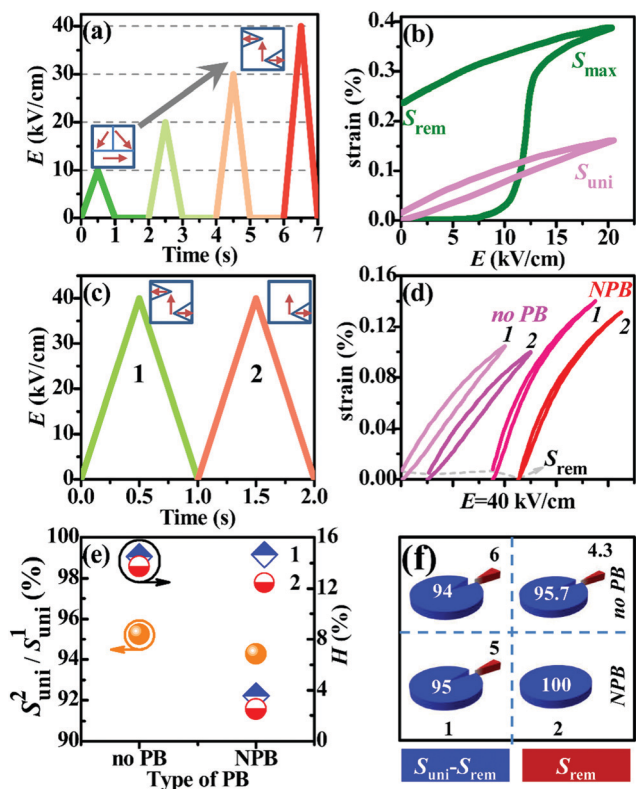 (a)
E (kV/cm)
40
30
20
10
0
0 1 2 3 4 5 6 7
Time (s)
(b)
strain (%)
0.4
0.3
0.2
0.1
0.0
S_max
S_rem
S_uni
0 5 10 15 20
E (kV/cm)
(c)
E (kV/cm)
40
30
20
10
0
1
2
0.0 0.5 1.0 1.5 2.0
Time (s)
(d)
strain (%)
0.16
0.12
0.08
0.04
0.00
NPB
no PB
1
2
1
2
S_rem
E=40 kV/cm
(e)
S²_uni / S¹_uni (%)
100
99
98
96
95
93
92
90
1
2
16
12
8
4
0
H (%)
no PB NPB
Type of PB
(f)
6
94
4.3
95.7
no PB
5
95
100
NPB
1
2
S_uni-S_rem
S_rem